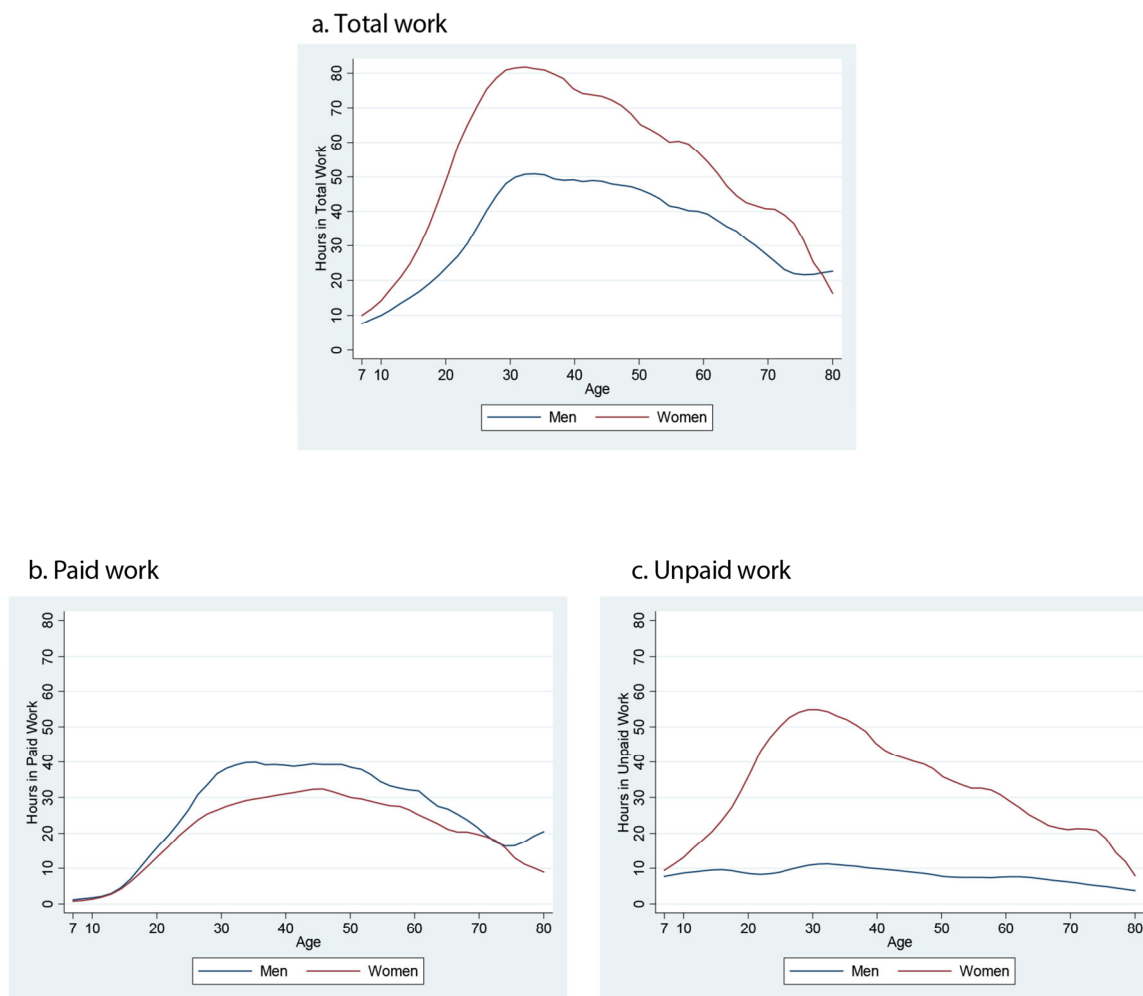 a. Total work
Hours in Total Work
80
70
60
50
40
30
20
10
0
7 10 20 30 40 50 60 70 80
Age
Men Women
b. Paid work
Hours in Paid Work
80
70
60
50
40
30
20
10
0
7 10 20 30 40 50 60 70 80
Age
Men Women
c. Unpaid work
Hours in Unpaid Work
80
70
60
50
40
30
20
10
0
7 10 20 30 40 50 60 70 80
Age
Men Women